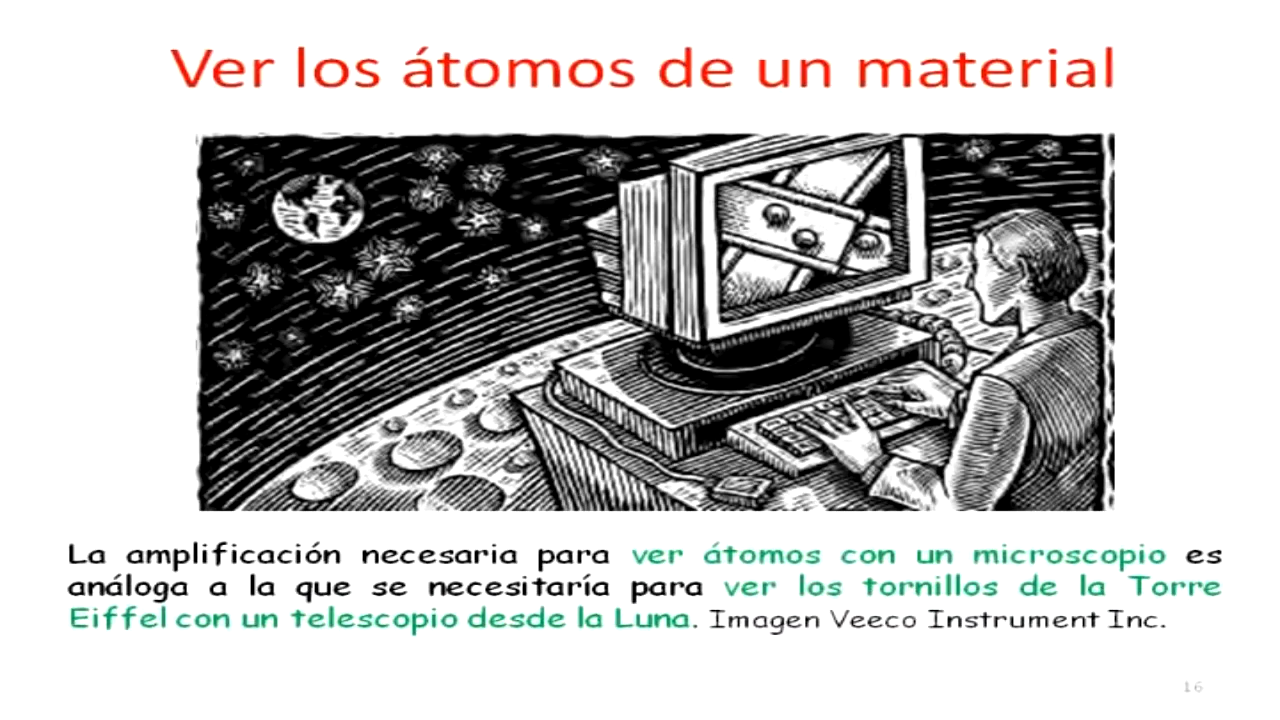 Ver los átomos de un material
La amplificación necesaria para ver átomos con un microscopio es
análoga a la que se necesitaría para ver los tornillos de la Torre
Eiffel con un telescopio desde la Luna. Imagen Veeco Instrument Inc.
16